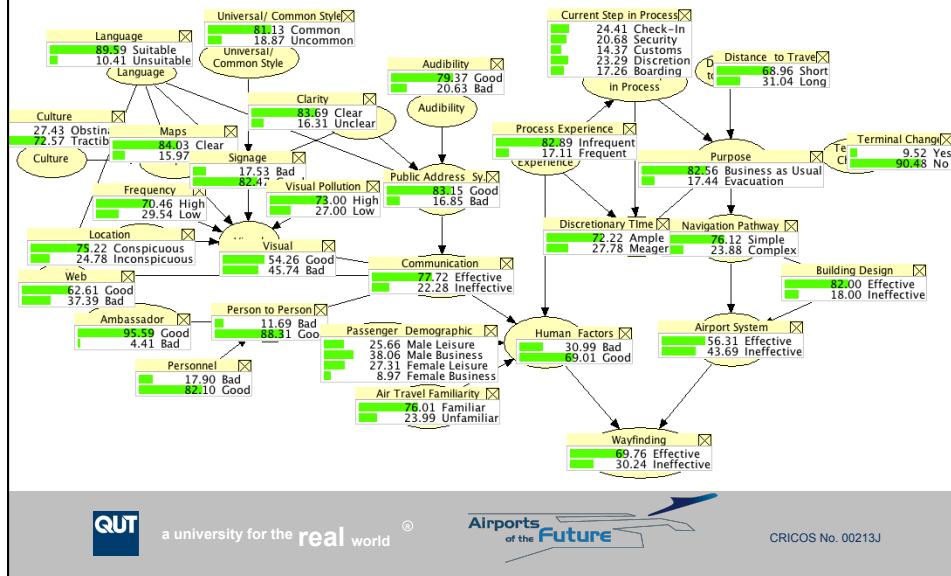 Language
89.59 Suitable
10.41 Unsuitable
Language
Universal/ Common Style
81.13 Common
18.87 Uncommon
Universal/
Common Style
Audibility
79.37 Good
20.63 Bad
Audibility
Current Step in Process
24.41 Check-In
20.68 Security
14.37 Customs
23.29 Discretion
17.26 Boarding
in Process
Distance to Travel
68.96 Short
31.04 Long
Clarity
83.69 Clear
16.31 Unclear
Culture
27.43 Obstina
72.57 Tractib
Culture
Maps
84.03 Clear
15.97
Signage
17.53 Bad
82.47
Process Experience
82.89 Infrequent
17.11 Frequent
Experience
Terminal Change
9.52 Yes
90.48 No
Purpose
82.56 Business as Usual
17.44 Evacuation
Public Address Sy.
83.15 Good
16.85 Bad
Visual Pollution
73.00 High
27.00 Low
Frequency
70.46 High
29.54 Low
Discretionary TIme
72.22 Ample
27.78 Meager
Navigation Pathway
76.12 Simple
23.88 Complex
Location
75.22 Conspicuous
24.78 Inconspicuous
Visual
54.26 Good
45.74 Bad
Communication
77.72 Effective
22.28 Ineffective
Building Design
82.00 Effective
18.00 Ineffective
Web
62.61 Good
37.39 Bad
Person to Person
11.69 Bad
88.31 Good
Ambassador
95.59 Good
4.41 Bad
Passenger Demographic
25.66 Male Leisure
38.06 Male Business
27.31 Female Leisure
8.97 Female Business
Human Factors
30.99 Bad
69.01 Good
Airport System
56.31 Effective
43.69 Ineffective
Personnel
17.90 Bad
82.10 Good
Air Travel Familiarity
76.01 Familiar
23.99 Unfamiliar
Wayfinding
69.76 Effective
30.24 Ineffective
QUT
a university for the real world ®
Airports
of the Future
CRICOS No. 00213J